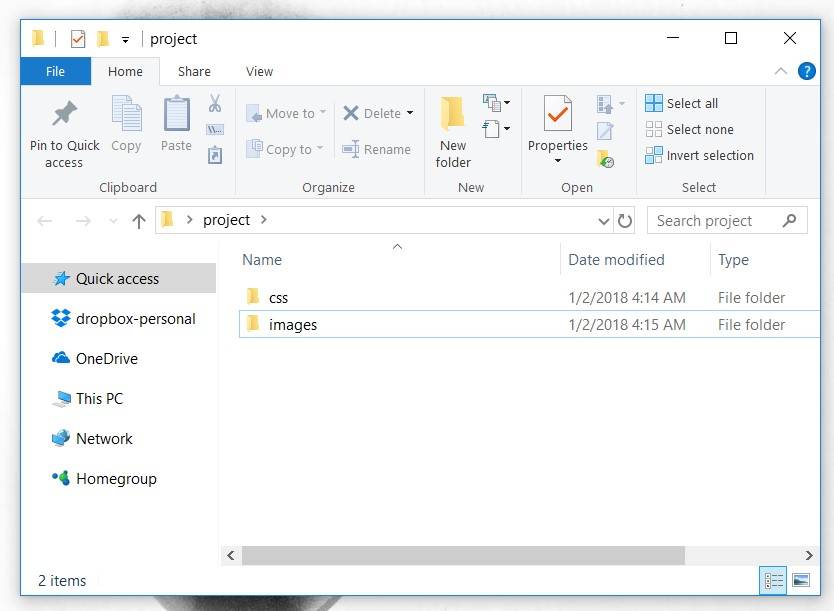 project
File Home Share View
?
Pin to Quick access
Copy
Paste
Clipboard
Move to
Copy to
Delete
Rename
Organize
New folder
New
Properties
Open
Select all
Select none
Invert selection
Select
project
Search project
Name Date modified Type
Quick access
dropbox-personal
OneDrive
This PC
Network
Homegroup
css 1/2/2018 4:14 AM File folder
images 1/2/2018 4:15 AM File folder
2 items